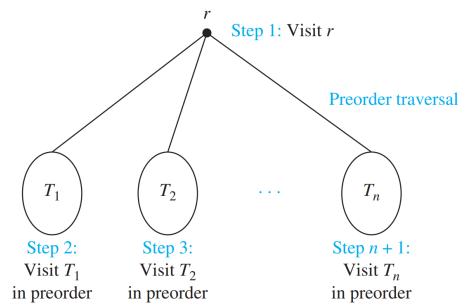 r
Step 1: Visit r
Preorder traversal
T1
T2
. . .
Tn
Step 2:
Visit T1
in preorder
Step 3:
Visit T2
in preorder
Step n + 1:
Visit Tn
in preorder